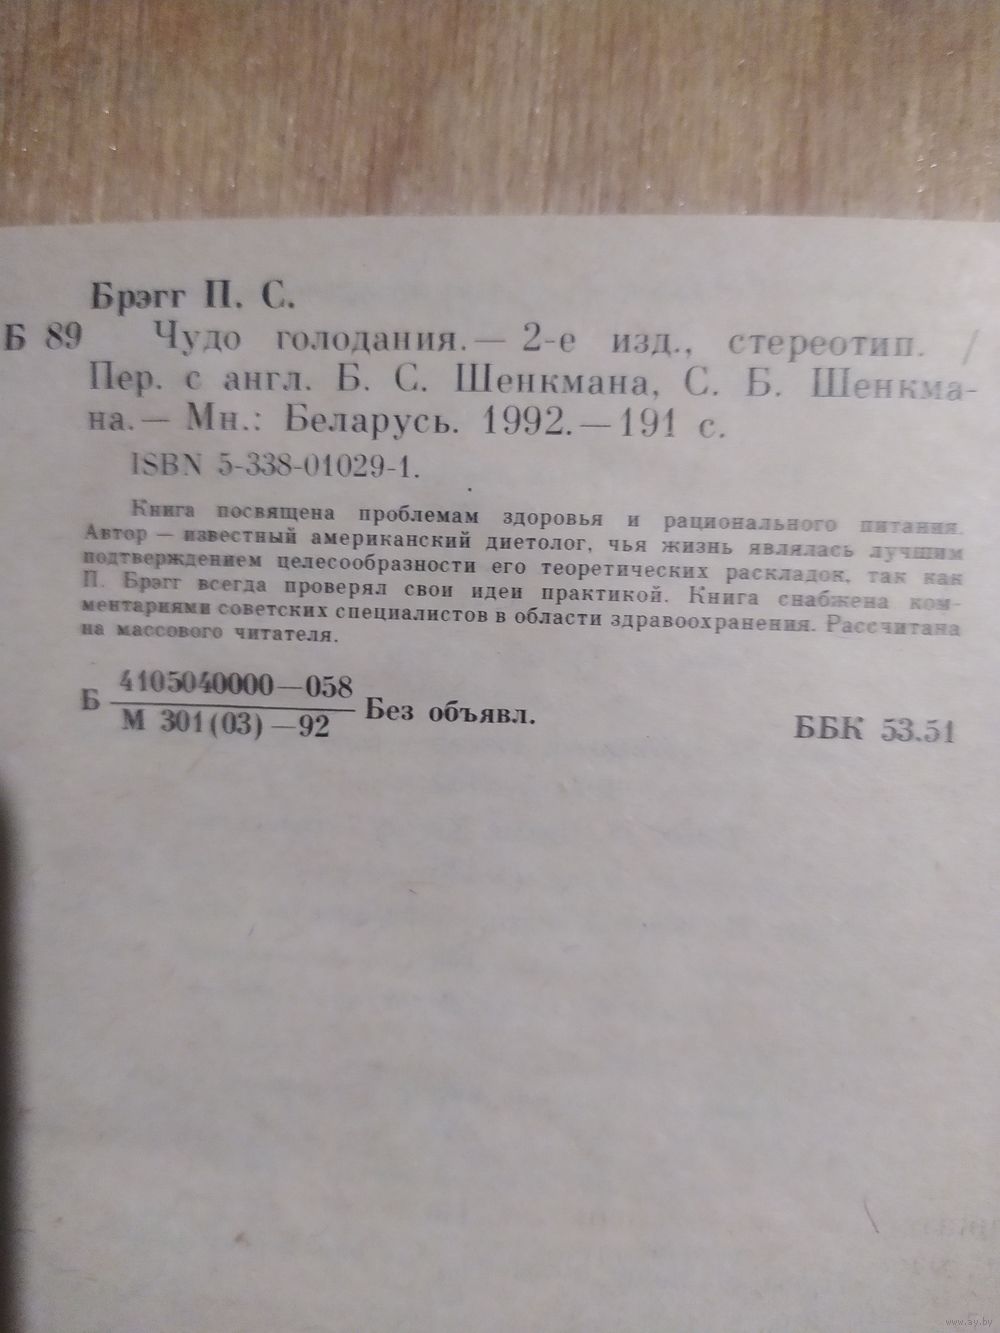 Брэгг П. С.
Б 89 Чудо голодания.— 2-е изд., стереотип. /
Пер. с англ. Б. С. Шенкмана, С. Б. Шенкма-
на.— Мн.: Беларусь. 1992.—191 с.
ISBN 5-338-01029-1.
Книга посвящена проблемам здоровья и рационального питания.
Автор — известный американский диетолог, чья жизнь являлась лучшим
подтверждением целесообразности его теоретических раскладок, так как
П. Брэгг всегда проверял свои идеи практикой. Книга снабжена ком-
ментариями советских специалистов в области здравоохранения. Рассчитана
на массового читателя.
Б 4105040000—058
М 301(03)—92 Без объявл.
ББК 53.51
www.ay.by